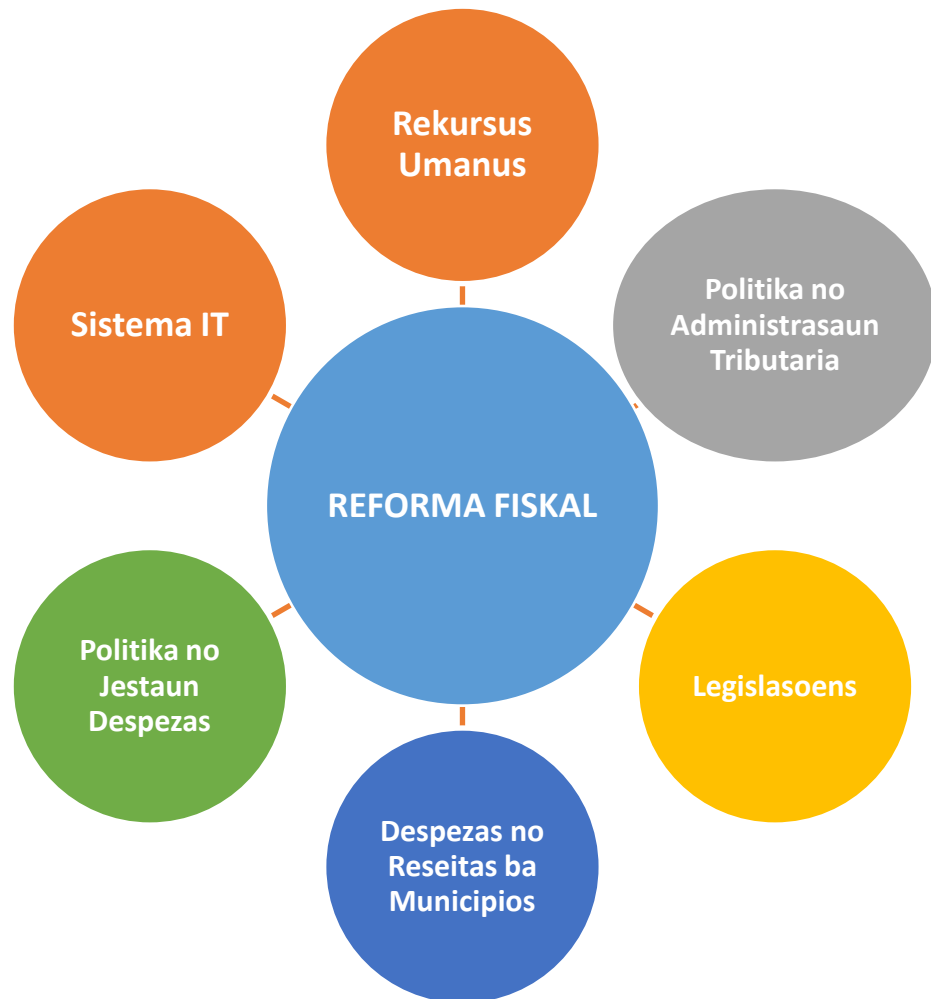 Rekursus
Umanus
Sistema IT
Politika no
Administrasaun
Tributaria
REFORMA FISKAL
Politika no
Jestaun
Despezas
Legislasoens
Despezas no
Reseitas ba
Municipios